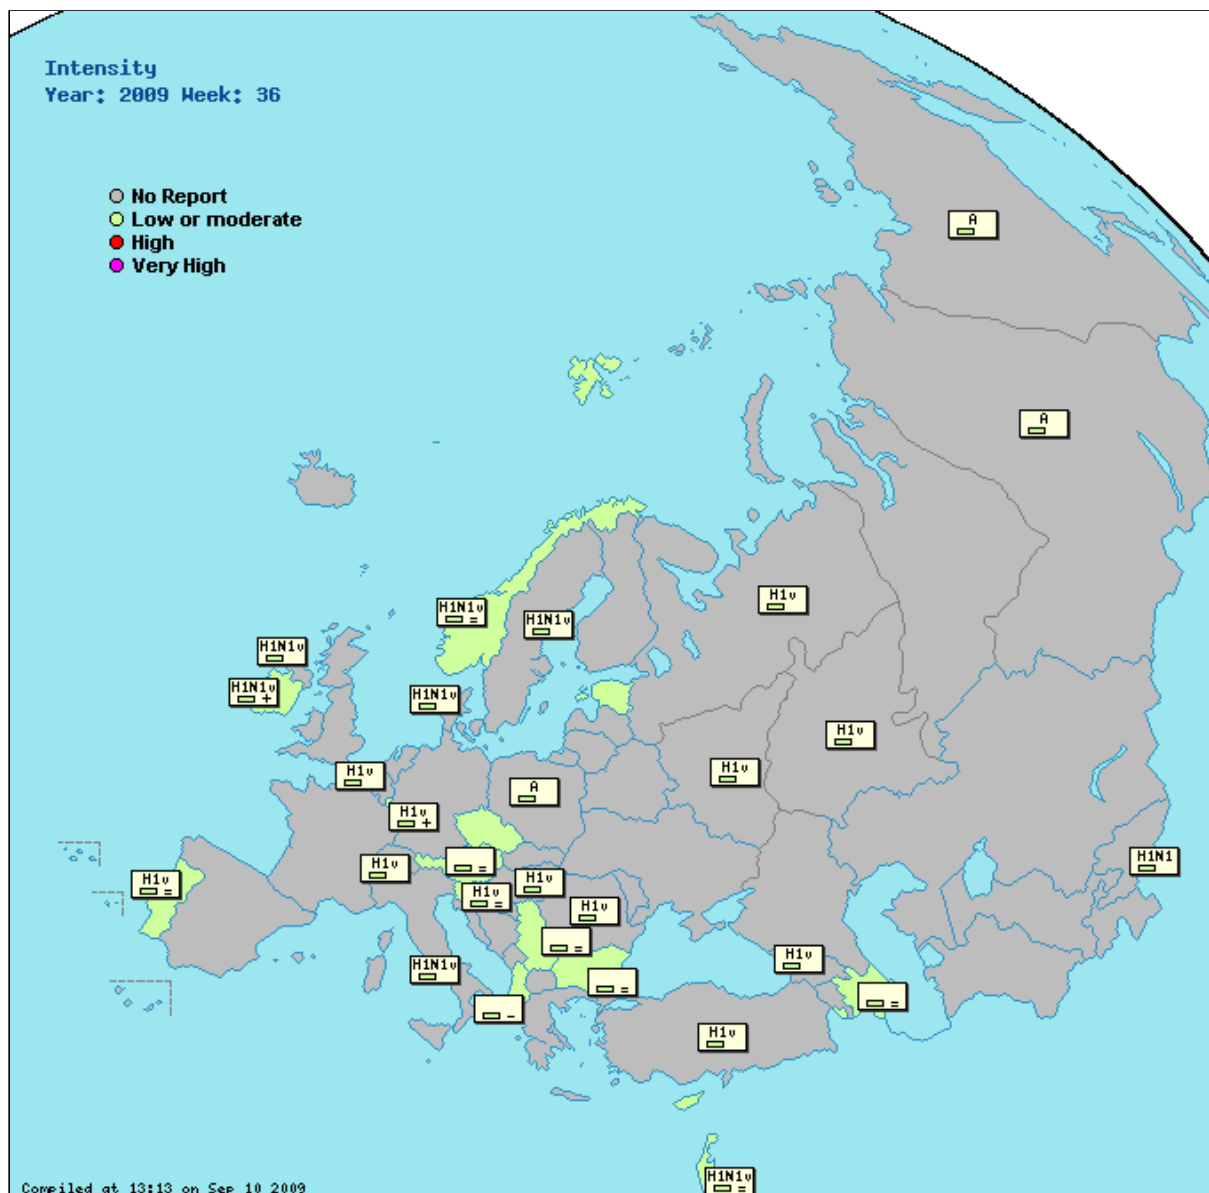 Intensity
Year: 2009 Week: 36
No Report
Low or moderate
High
Very High
A
A
H1v
H1N1v
=
H1N1v
H1N1v
H1N1v
+
H1N1v
H1v
H1v
H1v
A
H1v
+
H1N1
H1v
=
H1v
=
H1v
H1v
=
H1v
=
H1v
H1N1v
=
=
-
H1v
H1N1v
=
Compiled at 13:13 on Sep 10 2009